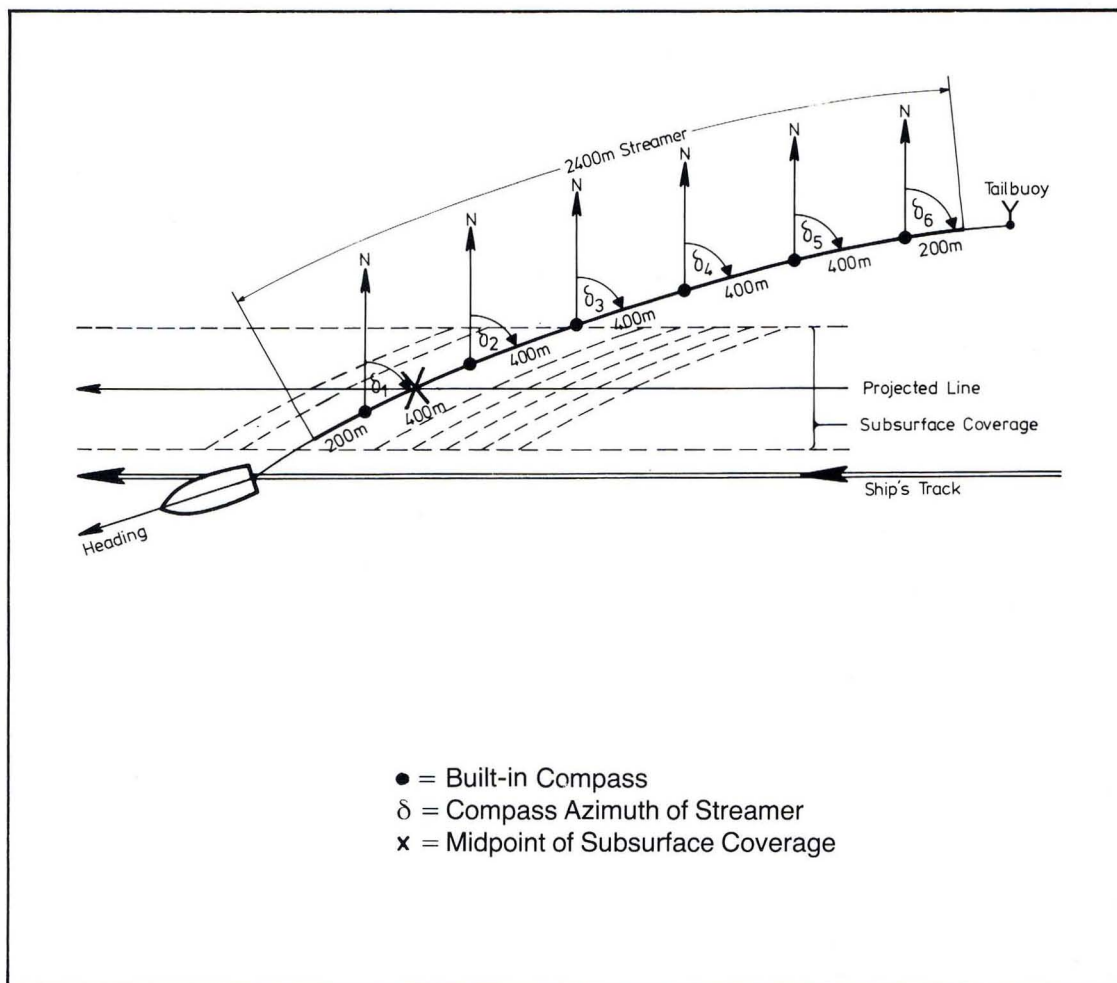 2400m Streamer
N
N
N
N
N
N
Tailbuoy
δ6
200m
δ5
400m
δ4
400m
δ3
400m
δ2
400m
δ1
400m
200m
Projected Line
Subsurface Coverage
Ship's Track
Heading
● = Built-in Compass
δ = Compass Azimuth of Streamer
x = Midpoint of Subsurface Coverage